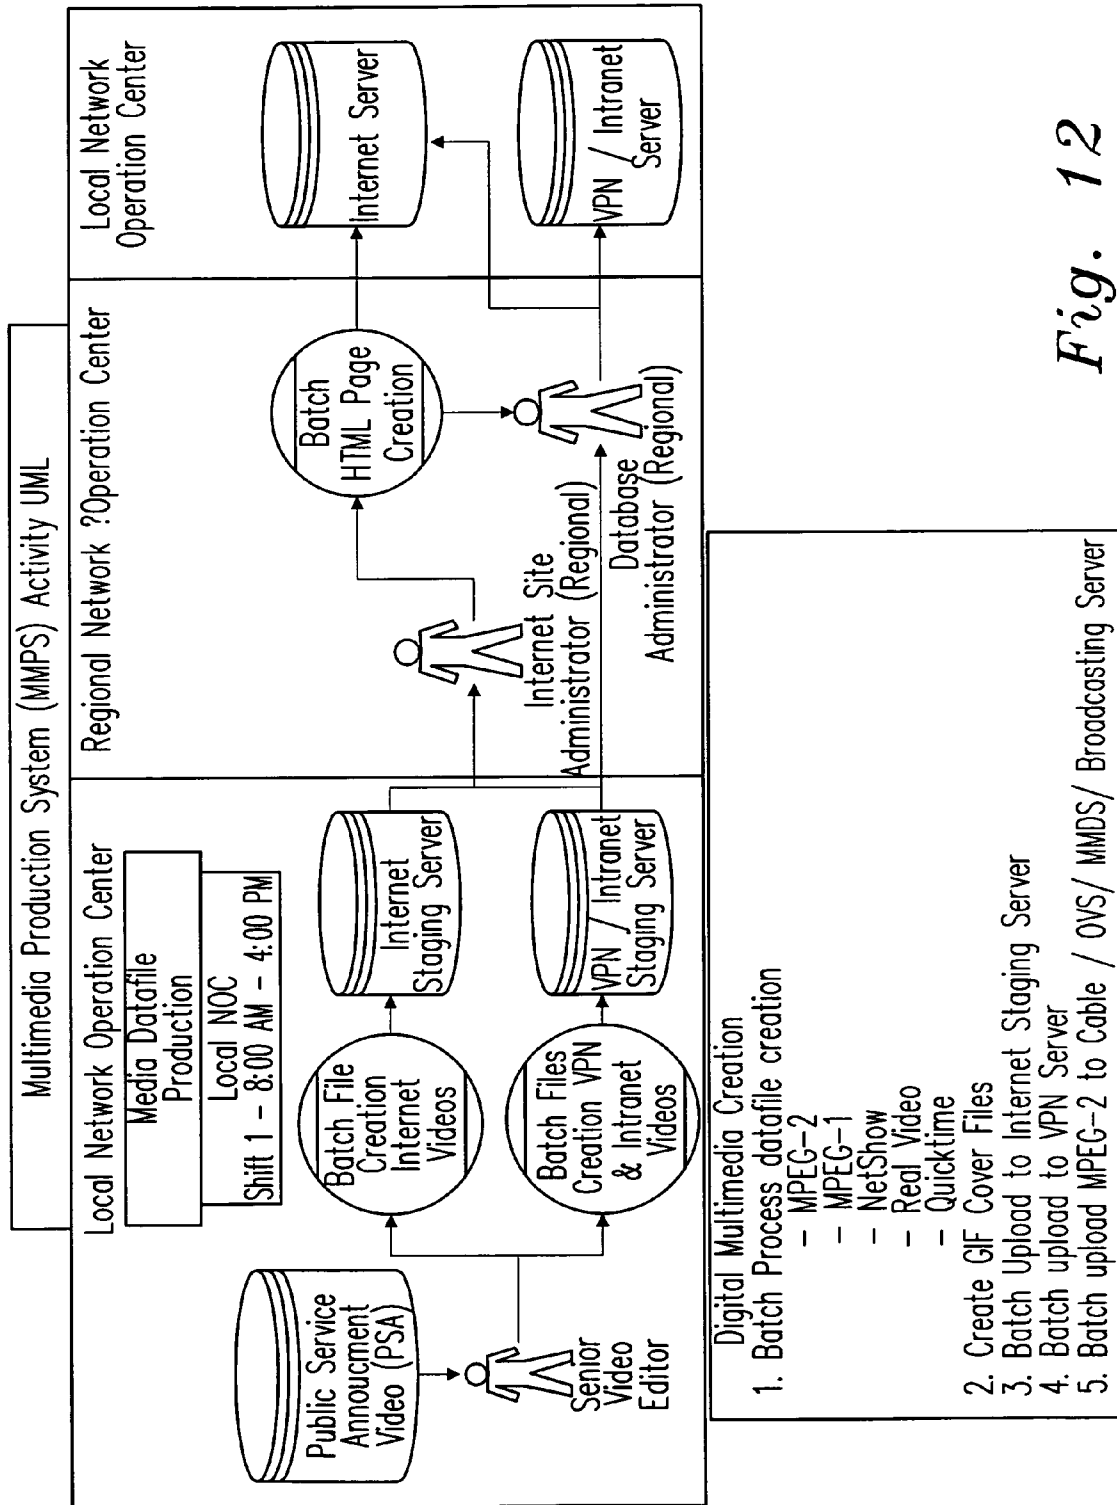 Multimedia Production System (MMPS) Activity UML
Local Network Operation Center
Media Datafile
Production
Local NOC
Shift 1 – 8:00 AM – 4:00 PM
Public Service
Annoucment
Video (PSA)
Senior
Video
Editor
Batch File
Creation
Internet
Videos
Batch Files
Creation VPN
& Intranet
Videos
Internet
Staging Server
VPN / Intranet
Staging Server
Regional Network ?Operation Center
Internet Site
Administrator (Regional)
Batch
HTML Page
Creation
Database
Administrator (Regional)
Local Network
Operation Center
Internet Server
VPN / Intranet
Server
Digital Multimedia Creation
1. Batch Process datafile creation
– MPEG–2
– MPEG–1
– NetShow
– Real Video
– Quicktime
2. Create GIF Cover Files
3. Batch Upload to Internet Staging Server
4. Batch upload to VPN Server
5. Batch upload MPEG–2 to Cable / OVS/ MMDS/ Broadcasting Server
Fig. 12